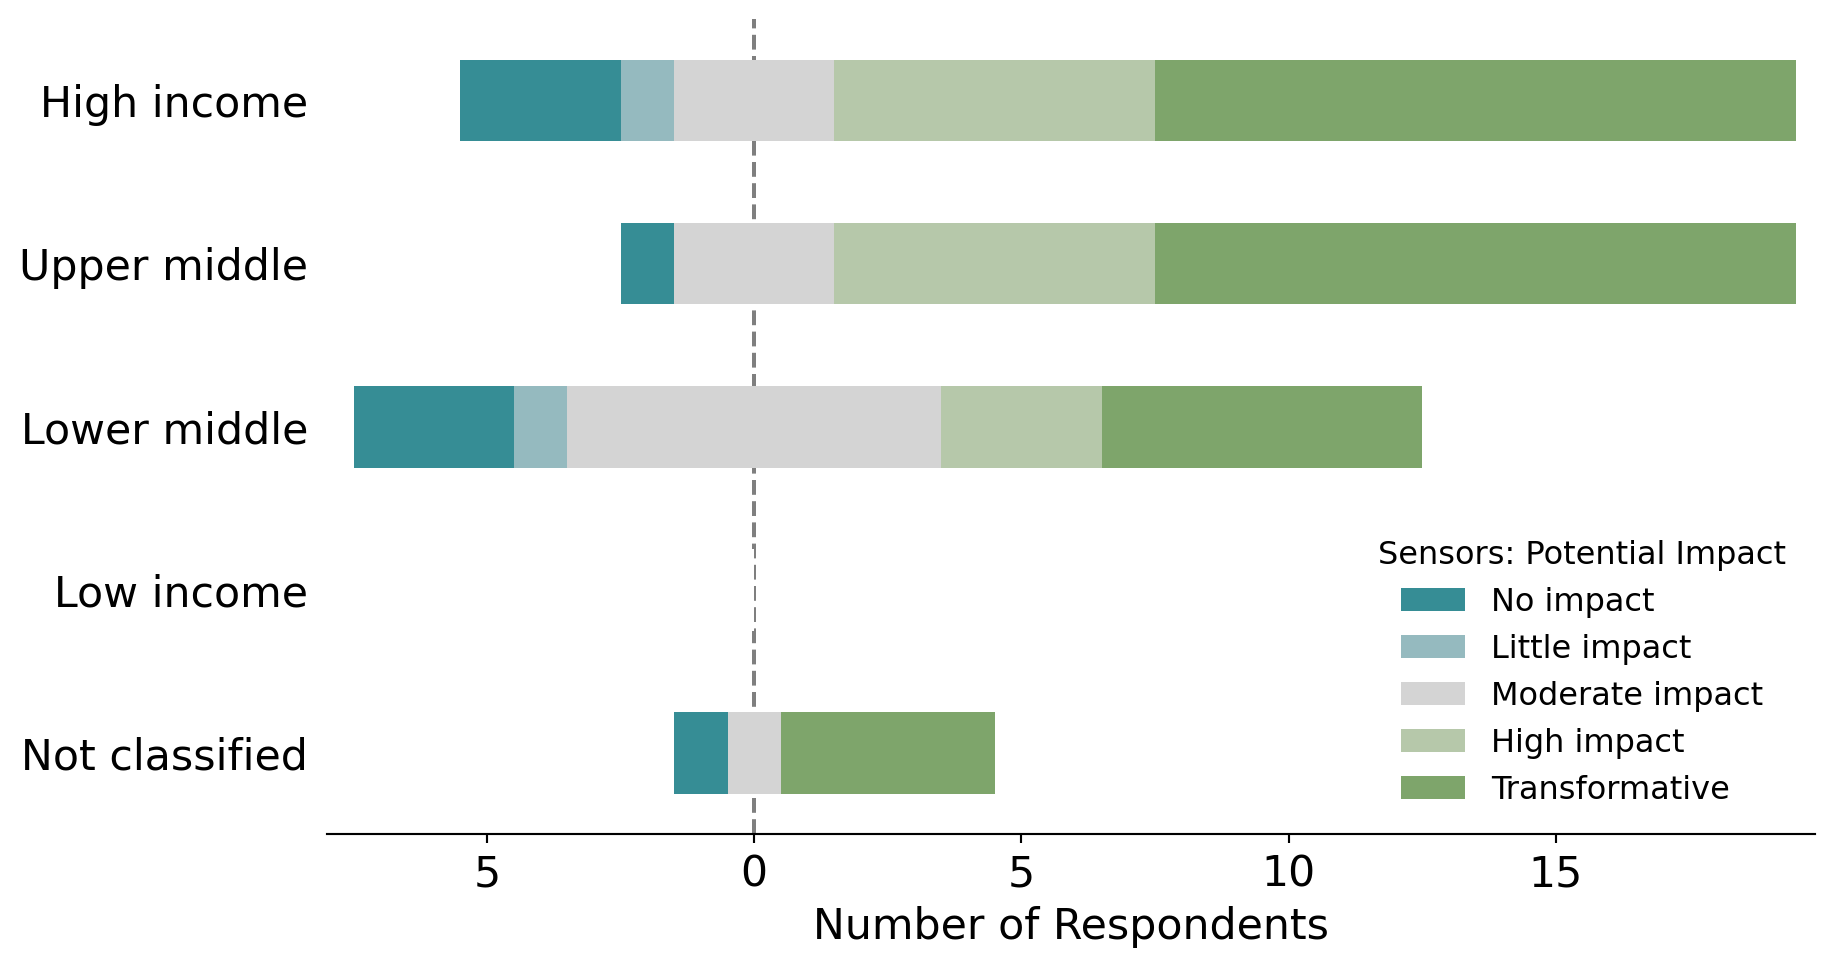 High income
Upper middle
Lower middle
Low income
Not classified
Sensors: Potential Impact
No impact
Little impact
Moderate impact
High impact
Transformative
5 0 5 10 15
Number of Respondents